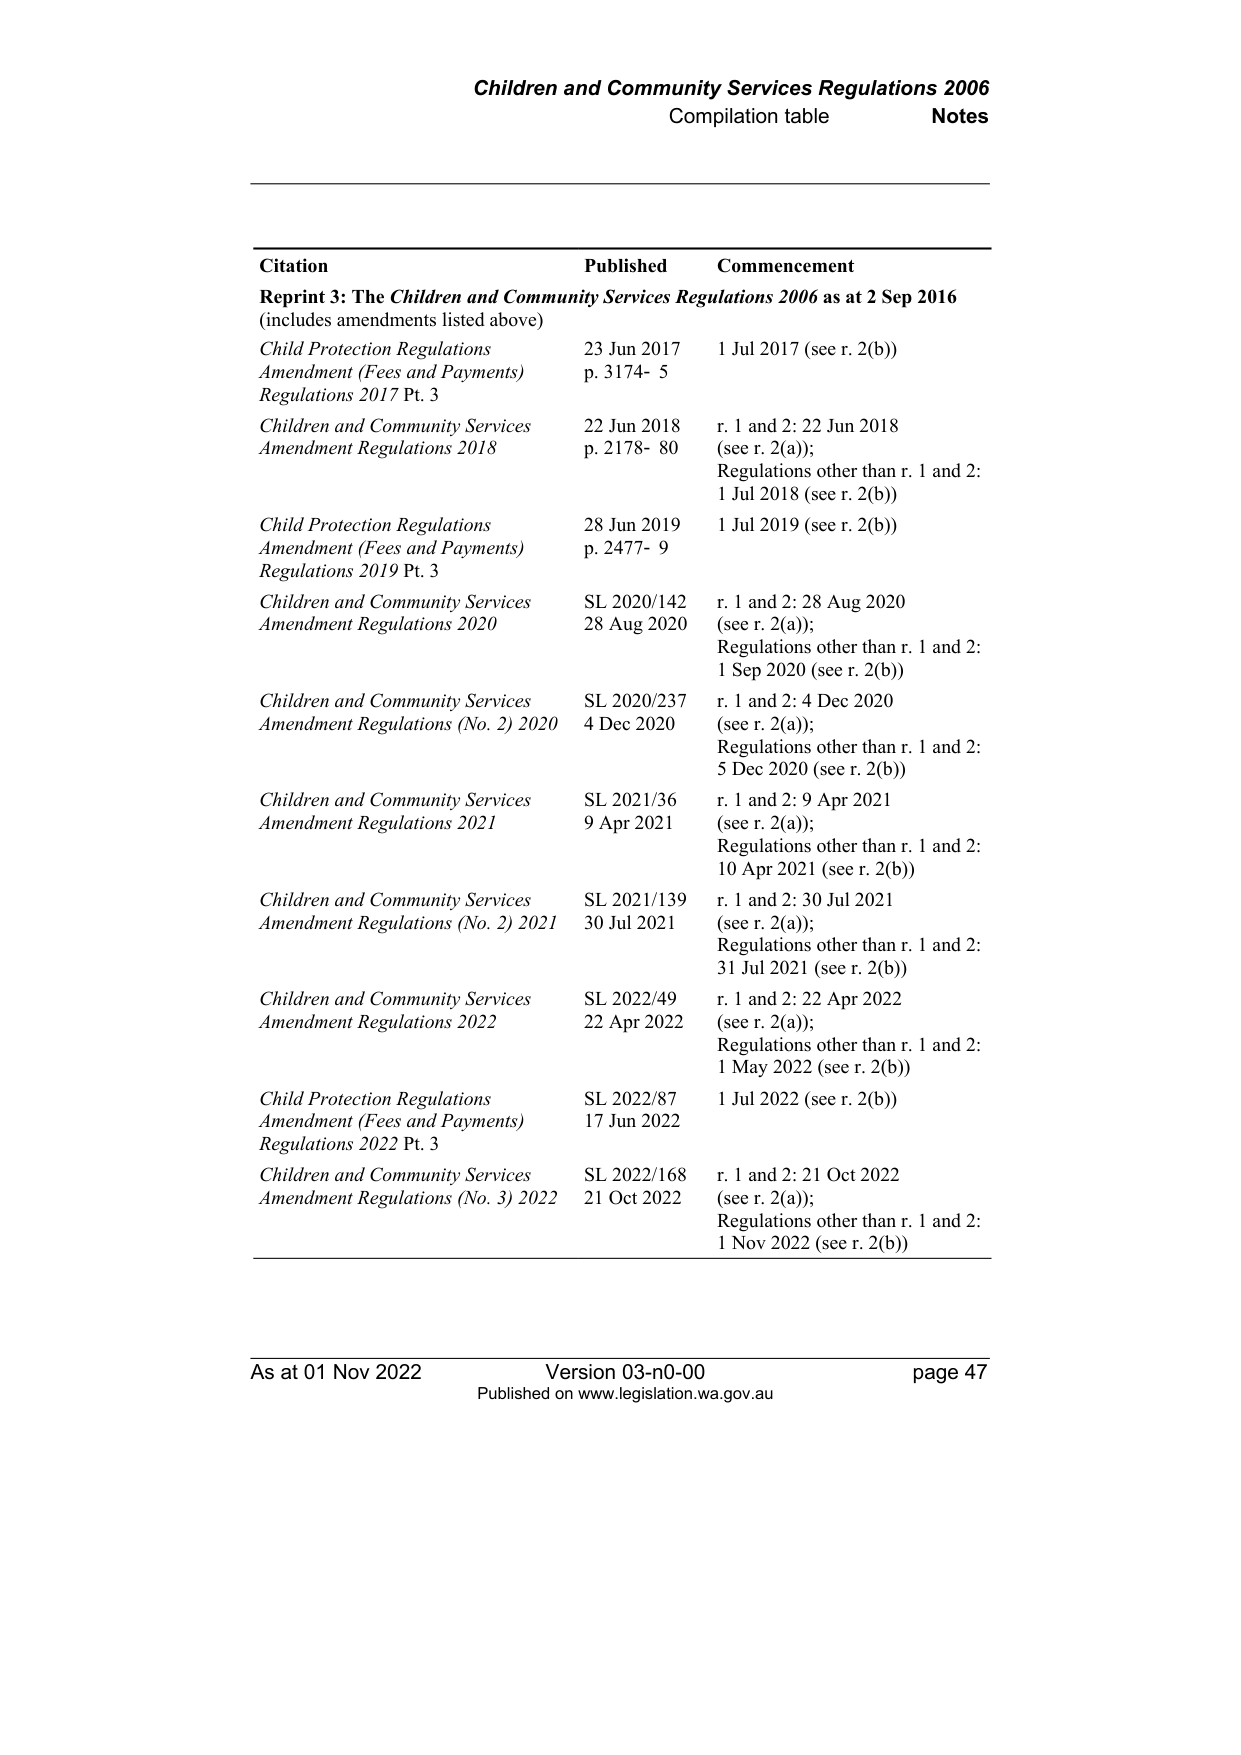 Children and Community Services Regulations 2006
Compilation table Notes
Citation Published Commencement
Reprint 3: The Children and Community Services Regulations 2006 as at 2 Sep 2016
(includes amendments listed above)
Child Protection Regulations 23 Jun 2017 1 Jul 2017 (see r. 2(b))
Amendment (Fees and Payments) p. 3174- 5
Regulations 2017 Pt. 3
Children and Community Services 22 Jun 2018 r. 1 and 2: 22 Jun 2018
Amendment Regulations 2018 p. 2178- 80 (see r. 2(a));
Regulations other than r. 1 and 2:
1 Jul 2018 (see r. 2(b))
Child Protection Regulations 28 Jun 2019 1 Jul 2019 (see r. 2(b))
Amendment (Fees and Payments) p. 2477- 9
Regulations 2019 Pt. 3
Children and Community Services SL 2020/142 r. 1 and 2: 28 Aug 2020
Amendment Regulations 2020 28 Aug 2020 (see r. 2(a));
Regulations other than r. 1 and 2:
1 Sep 2020 (see r. 2(b))
Children and Community Services SL 2020/237 r. 1 and 2: 4 Dec 2020
Amendment Regulations (No. 2) 2020 4 Dec 2020 (see r. 2(a));
Regulations other than r. 1 and 2:
5 Dec 2020 (see r. 2(b))
Children and Community Services SL 2021/36 r. 1 and 2: 9 Apr 2021
Amendment Regulations 2021 9 Apr 2021 (see r. 2(a));
Regulations other than r. 1 and 2:
10 Apr 2021 (see r. 2(b))
Children and Community Services SL 2021/139 r. 1 and 2: 30 Jul 2021
Amendment Regulations (No. 2) 2021 30 Jul 2021 (see r. 2(a));
Regulations other than r. 1 and 2:
31 Jul 2021 (see r. 2(b))
Children and Community Services SL 2022/49 r. 1 and 2: 22 Apr 2022
Amendment Regulations 2022 22 Apr 2022 (see r. 2(a));
Regulations other than r. 1 and 2:
1 May 2022 (see r. 2(b))
Child Protection Regulations SL 2022/87 1 Jul 2022 (see r. 2(b))
Amendment (Fees and Payments) 17 Jun 2022
Regulations 2022 Pt. 3
Children and Community Services SL 2022/168 r. 1 and 2: 21 Oct 2022
Amendment Regulations (No. 3) 2022 21 Oct 2022 (see r. 2(a));
Regulations other than r. 1 and 2:
1 Nov 2022 (see r. 2(b))
As at 01 Nov 2022 Version 03-n0-00 page 47
Published on www.legislation.wa.gov.au